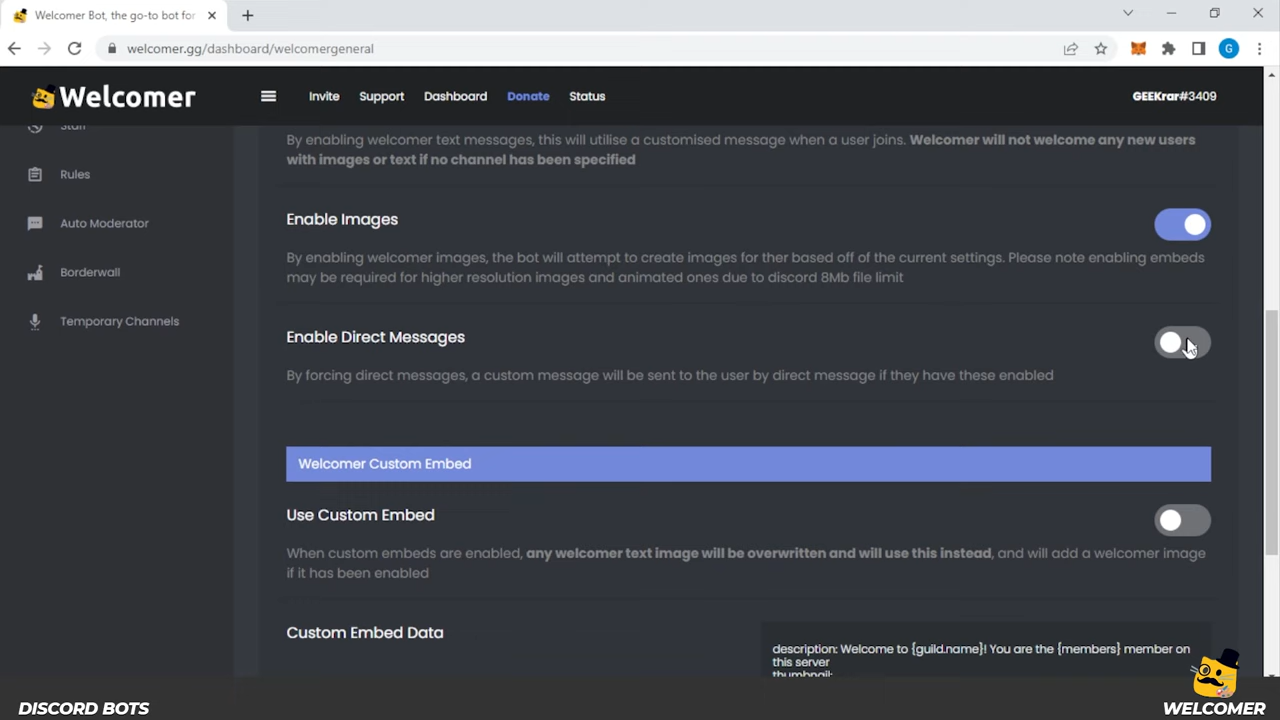 Welcomer Bot, the go-to bot for
welcomer.gg/dashboard/welcomergeneral
G
Welcomer
Invite
Support
Dashboard
Donate
Status
GEEKrar#3409
Staff
Rules
Auto Moderator
Borderwall
Temporary Channels
By enabling welcomer text messages, this will utilise a customised message when a user joins. Welcomer will not welcome any new users
with images or text if no channel has been specified
Enable Images
By enabling welcomer images, the bot will attempt to create images for ther based off of the current settings. Please note enabling embeds
may be required for higher resolution images and animated ones due to discord 8Mb file limit
Enable Direct Messages
By forcing direct messages, a custom message will be sent to the user by direct message if they have these enabled
Welcomer Custom Embed
Use Custom Embed
When custom embeds are enabled, any welcomer text image will be overwritten and will use this instead, and will add a welcomer image
if it has been enabled
Custom Embed Data
description: Welcome to {guild.name}! You are the {members} member on
this server
thumbnail:
DISCORD BOTS
WELCOMER